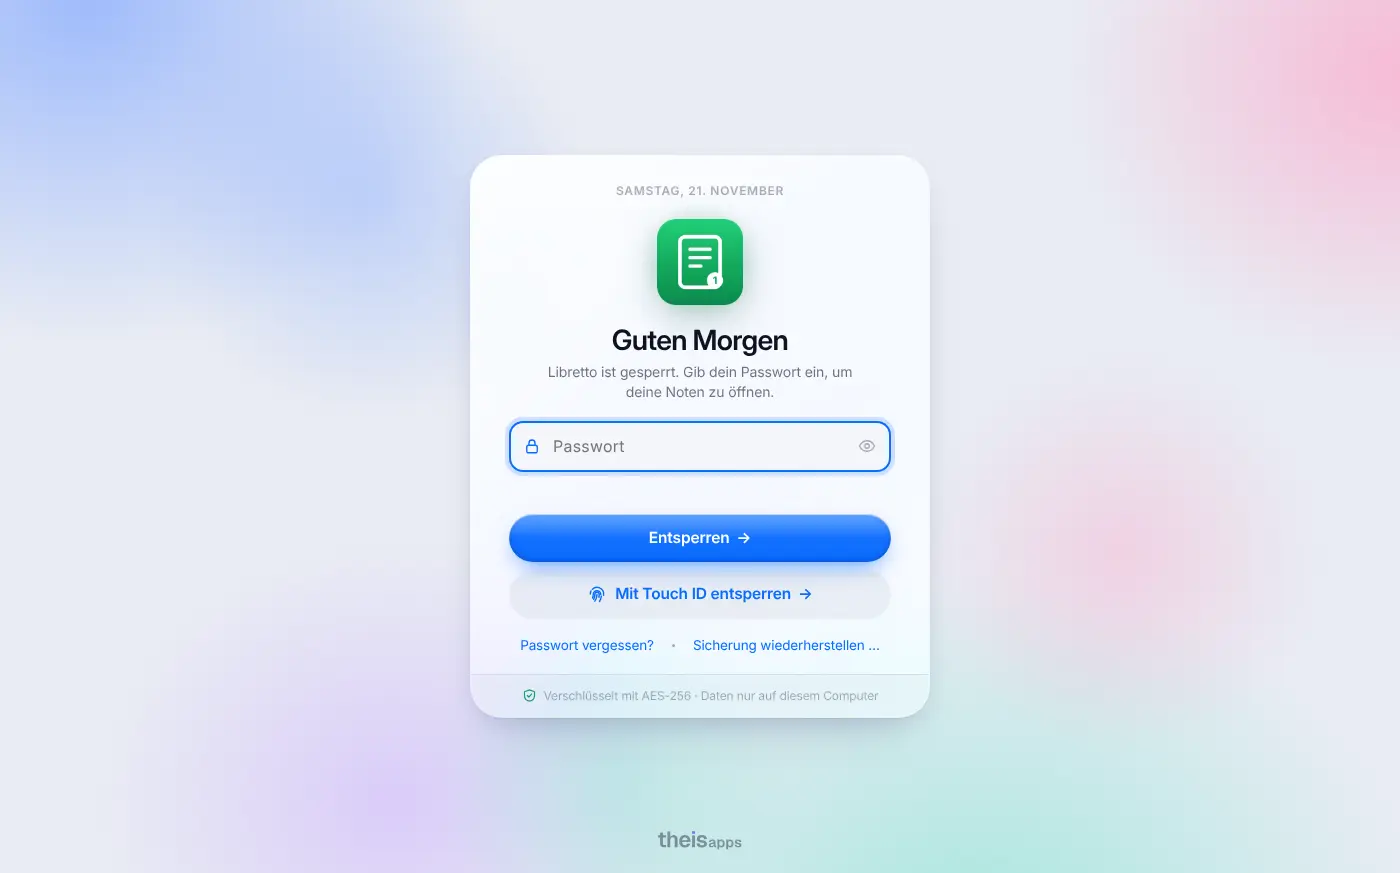 SAMSTAG, 21. NOVEMBER
1
Guten Morgen
Libretto ist gesperrt. Gib dein Passwort ein, um
deine Noten zu öffnen.
Passwort
Entsperren →
Mit Touch ID entsperren →
Passwort vergessen? • Sicherung wiederherstellen ...
Verschlüsselt mit AES-256 · Daten nur auf diesem Computer
theisapps